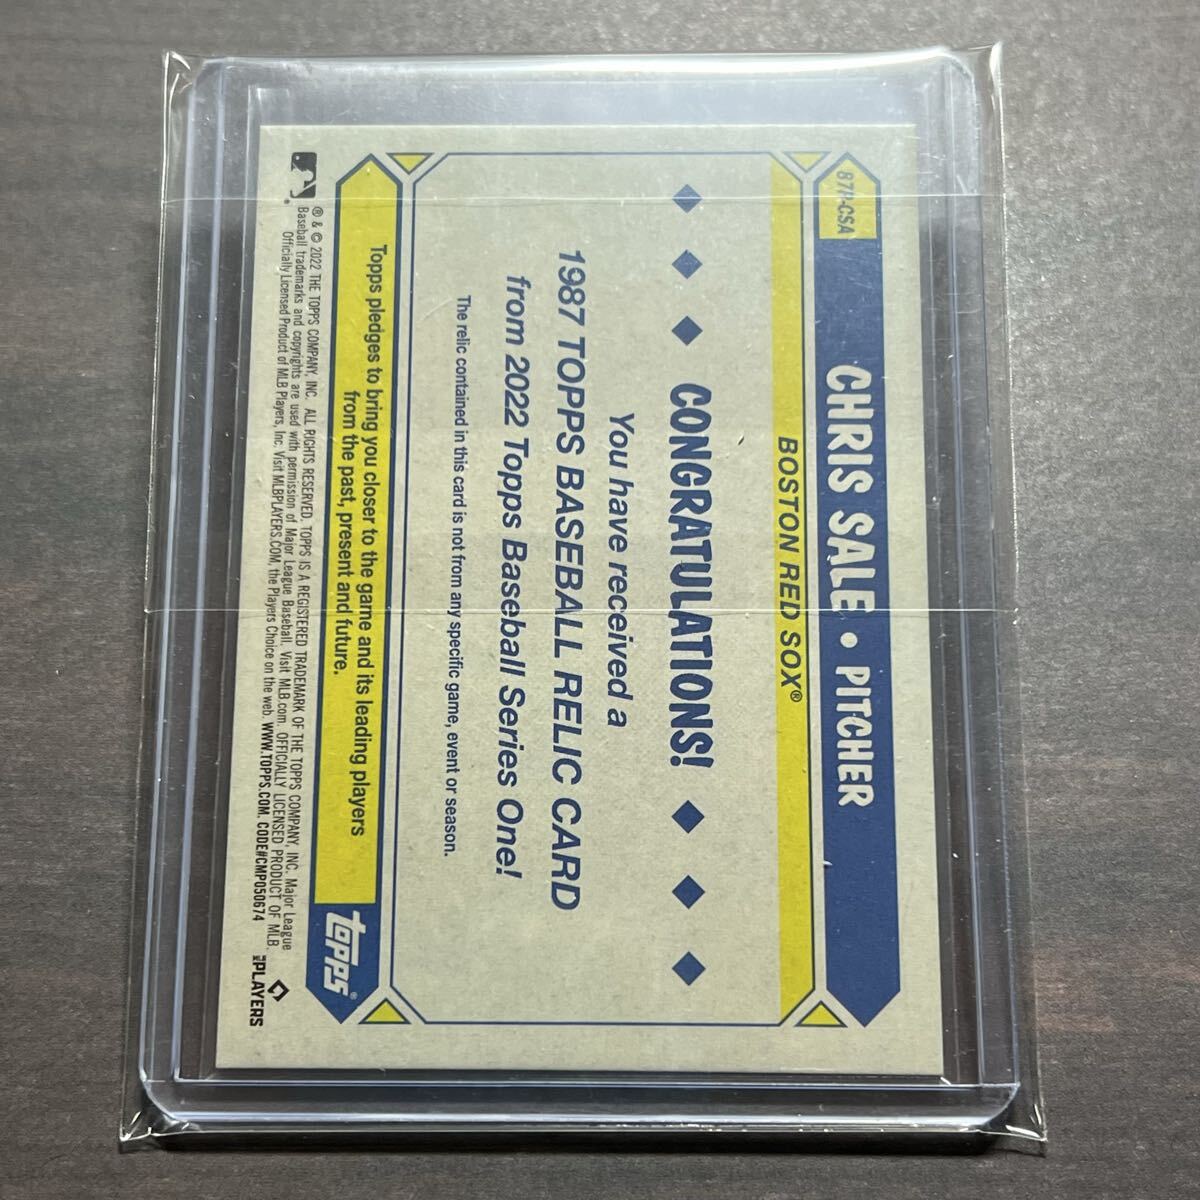 87R-CSA
CHRIS SALE • PITCHER
BOSTON RED SOX®
CONGRATULATIONS!
You have received a
1987 TOPPS BASEBALL RELIC CARD
from 2022 Topps Baseball Series One!
The relic contained in this card is not from any specific game, event or season.
Topps pledges to bring you closer to the game and its leading players
from the past, present and future.
topps®
® & © 2022 THE TOPPS COMPANY, INC. ALL RIGHTS RESERVED. TOPPS IS A REGISTERED TRADEMARK OF THE TOPPS COMPANY, INC. Major League
Baseball trademarks and copyrights are used with permission of Major League Baseball. Visit MLB.com. OFFICIALLY LICENSED PRODUCT OF MLB
Officially Licensed Product of MLB Players, Inc. Visit MLBPLAYERS.COM, the Players Choice on the web. WWW.TOPPS.COM. CODE#CMP050674
MLB PLAYERS